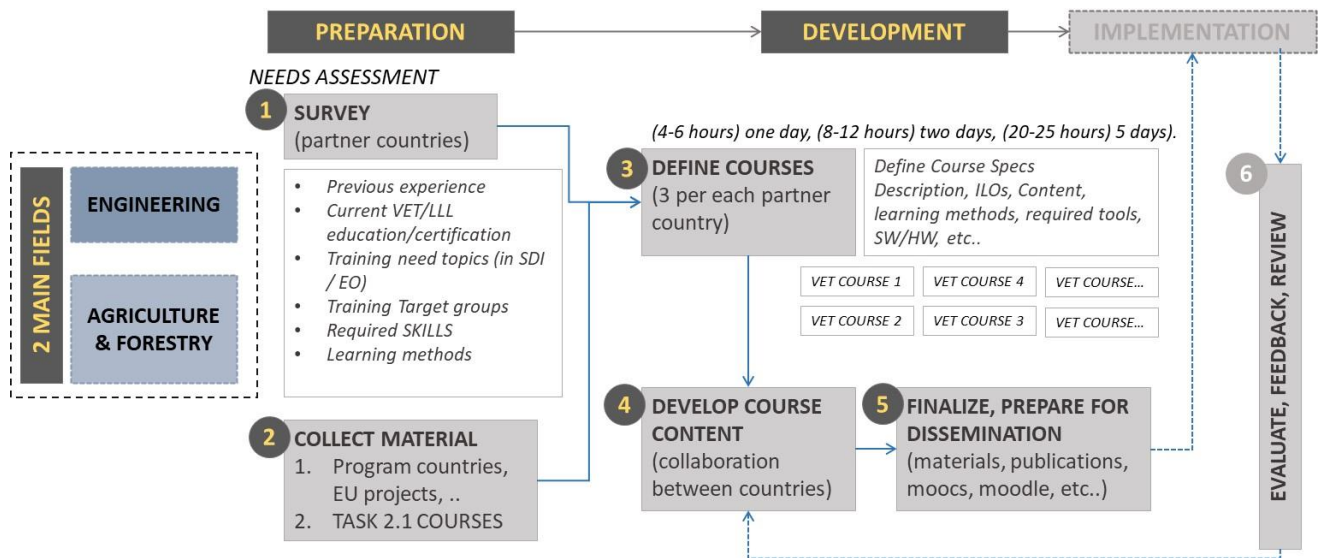 PREPARATION
DEVELOPMENT
IMPLEMENTATION
NEEDS ASSESSMENT
2 MAIN FIELDS
ENGINEERING
AGRICULTURE
& FORESTRY
1
SURVEY
(partner countries)
• Previous experience
• Current VET/LLL
education/certification
• Training need topics (in SDI
/ EO)
• Training Target groups
• Required SKILLS
• Learning methods
2
COLLECT MATERIAL
1. Program countries,
EU projects, ..
2. TASK 2.1 COURSES
(4-6 hours) one day, (8-12 hours) two days, (20-25 hours) 5 days).
3
DEFINE COURSES
(3 per each partner
country)
Define Course Specs
Description, ILOs, Content,
learning methods, required tools,
SW/HW, etc..
VET COURSE 1
VET COURSE 4
VET COURSE...
VET COURSE 2
VET COURSE 3
VET COURSE...
4
DEVELOP COURSE
CONTENT
(collaboration
between countries)
5
FINALIZE, PREPARE FOR
DISSEMINATION
(materials, publications,
moocs, moodle, etc..)
6
EVALUATE, FEEDBACK, REVIEW